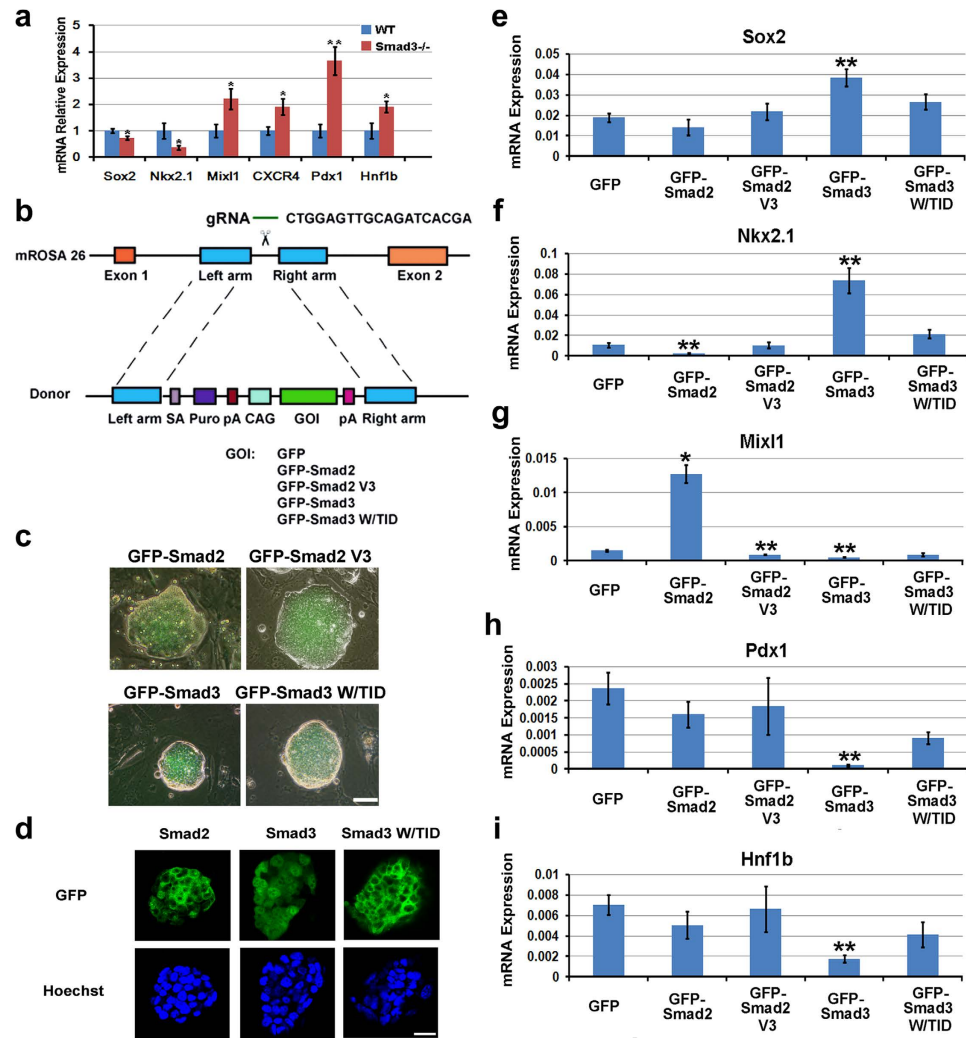 a
mRNA Relative Expression
5
4
3
2
1
0
WT
Smad3-/-
* * * * ** *
Sox2 Nkx2.1 Mixl1 CXCR4 Pdx1 Hnf1b
b
gRNA CTGGAGTTGCAGATCACGA
mROSA 26
Exon 1 Left arm Right arm Exon 2
Donor
Left arm SA Puro pA CAG GOI pA Right arm
GOI: GFP
GFP-Smad2
GFP-Smad2 V3
GFP-Smad3
GFP-Smad3 W/TID
c
GFP-Smad2 GFP-Smad2 V3
GFP-Smad3 GFP-Smad3 W/TID
d
Smad2 Smad3 Smad3 W/TID
GFP
Hoechst
e
Sox2
mRNA Expression
0.05
0.04
0.03
0.02
0.01
0
**
GFP GFP-Smad2 GFP-Smad2 V3 GFP-Smad3 GFP-Smad3 W/TID
f
Nkx2.1
mRNA Expression
0.1
0.08
0.06
0.04
0.02
0
** **
GFP GFP-Smad2 GFP-Smad2 V3 GFP-Smad3 GFP-Smad3 W/TID
g
Mixl1
mRNA Expression
0.015
0.01
0.005
0
* ** **
GFP GFP-Smad2 GFP-Smad2 V3 GFP-Smad3 GFP-Smad3 W/TID
h
Pdx1
mRNA Expression
0.003
0.0025
0.002
0.0015
0.001
0.0005
0
**
GFP GFP-Smad2 GFP-Smad2 V3 GFP-Smad3 GFP-Smad3 W/TID
i
Hnf1b
mRNA Expression
0.01
0.008
0.006
0.004
0.002
0
**
GFP GFP-Smad2 GFP-Smad2 V3 GFP-Smad3 GFP-Smad3 W/TID